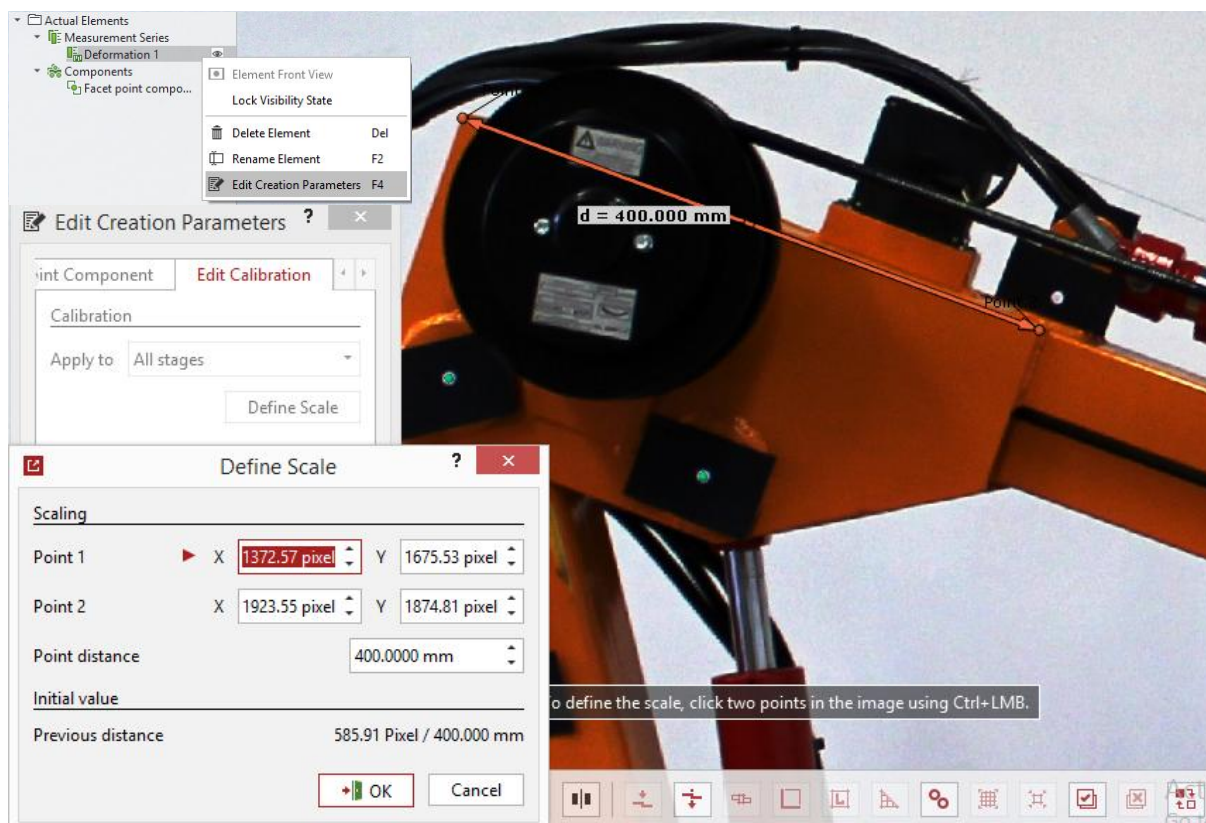 Actual Elements
Measurement Series
Deformation 1
Components
Facet point compo...
Element Front View
Lock Visibility State
Delete Element Del
Rename Element F2
Edit Creation Parameters F4
Edit Creation Parameters ?
int Component Edit Calibration
Calibration
Apply to All stages
Define Scale
Define Scale ?
Scaling
Point 1 X 1372.57 pixel Y 1675.53 pixel
Point 2 X 1923.55 pixel Y 1874.81 pixel
Point distance 400.0000 mm
Initial value
Previous distance 585.91 Pixel / 400.000 mm
OK Cancel
d = 400.000 mm
o define the scale, click two points in the image using Ctrl+LMB.